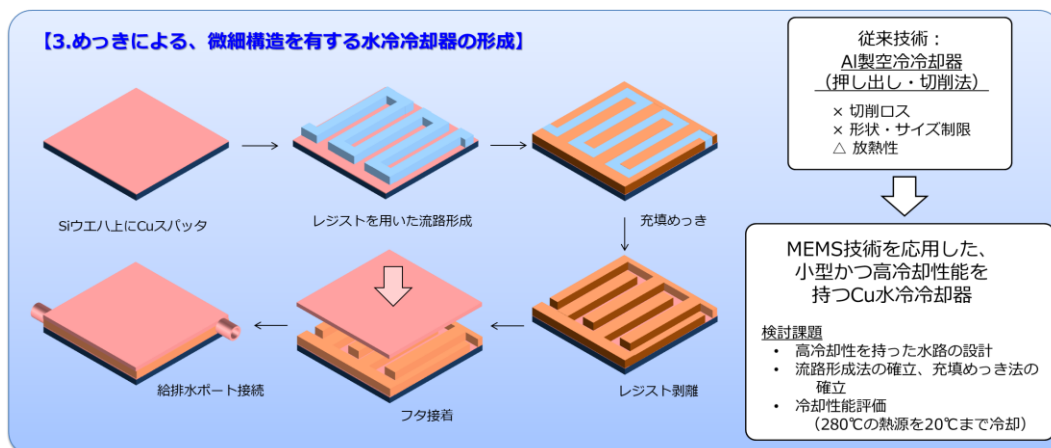 【3.めっきによる、微細構造を有する水冷冷却器の形成】
Siウエハ上にCuスパッタ
レジストを用いた流路形成
充填めっき
レジスト剥離
フタ接着
給排水ポート接続
従来技術：
Al製空冷冷却器
（押し出し・切削法）
× 切削ロス
× 形状・サイズ制限
△ 放熱性
MEMS技術を応用した、
小型かつ高冷却性能を
持つCu水冷冷却器
検討課題
• 高冷却性を持った水路の設計
• 流路形成法の確立、充填めっき法の
確立
• 冷却性能評価
（280℃の熱源を20℃まで冷却）